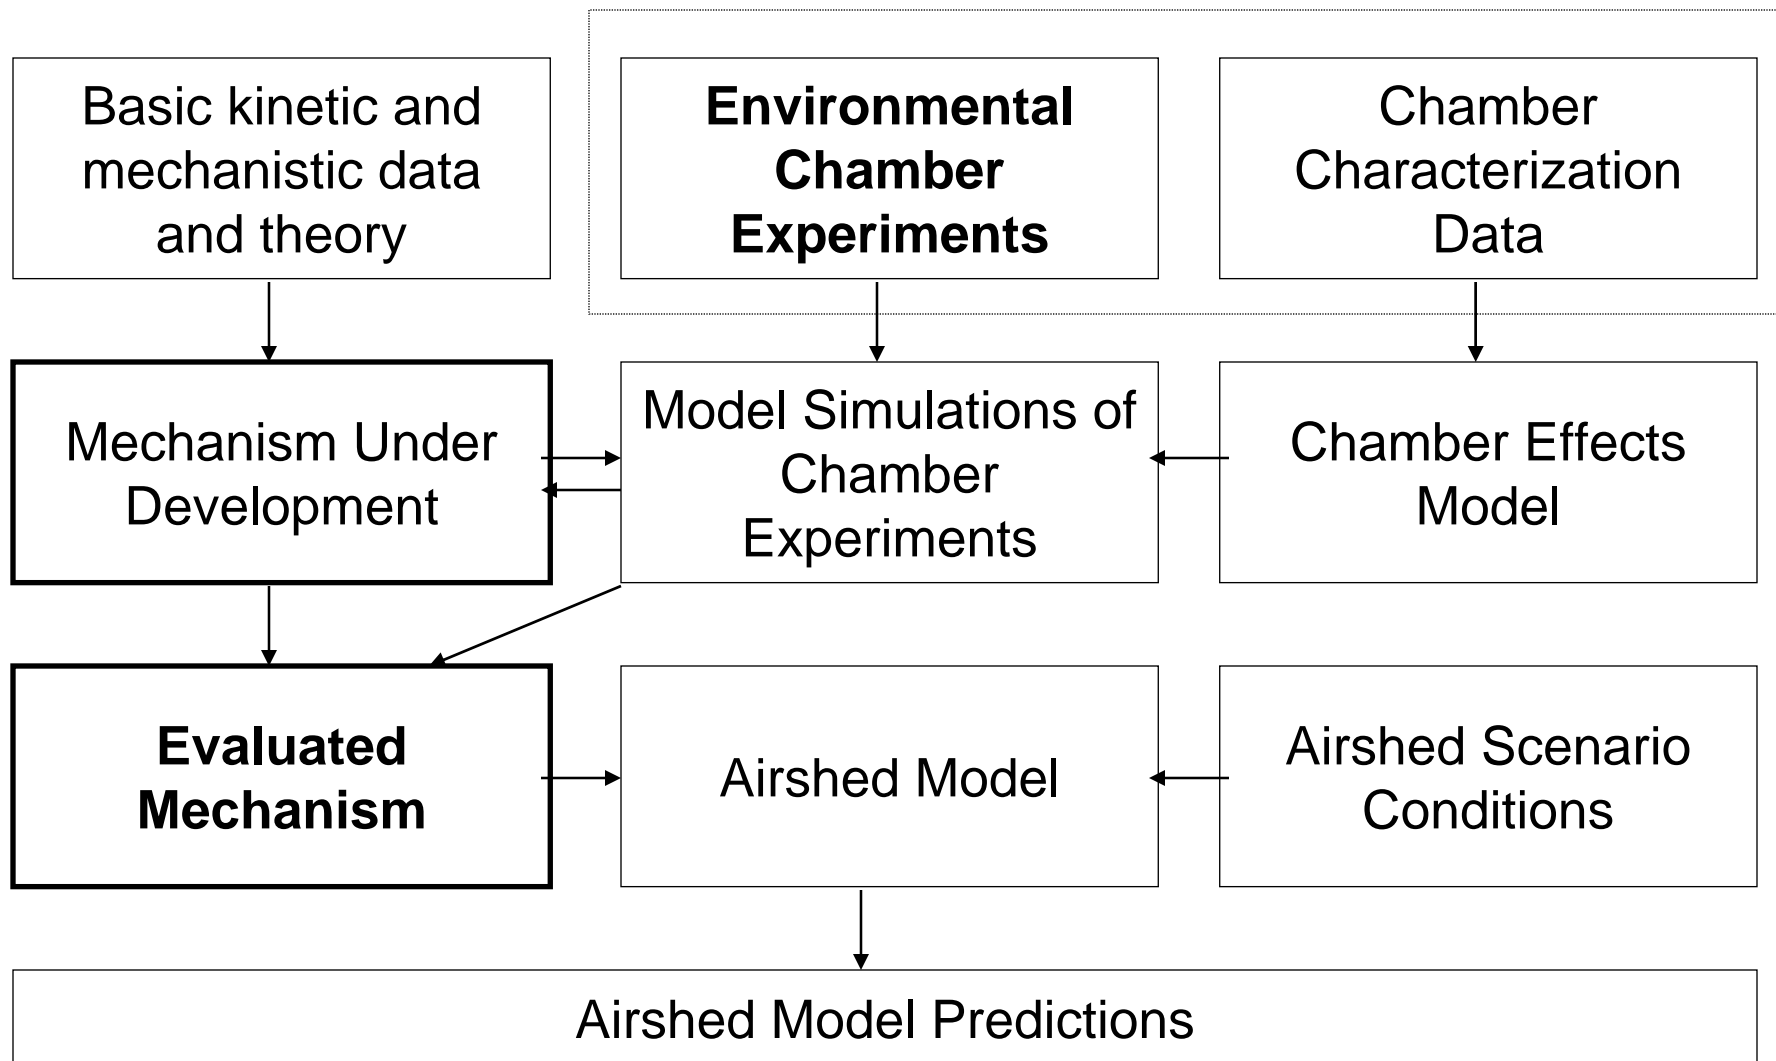 Basic kinetic and
mechanistic data
and theory
Environmental
Chamber
Experiments
Chamber
Characterization
Data
Mechanism Under
Development
Model Simulations of
Chamber
Experiments
Chamber Effects
Model
Evaluated
Mechanism
Airshed Model
Airshed Scenario
Conditions
Airshed Model Predictions